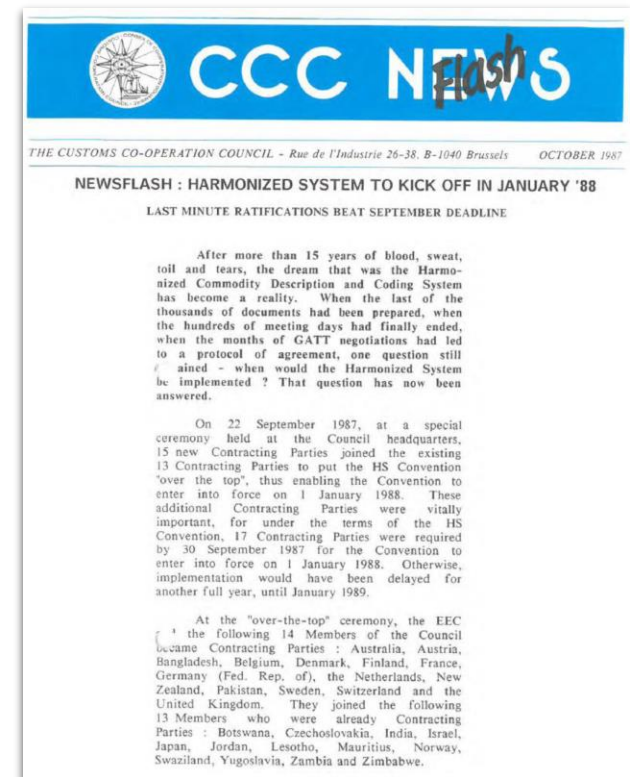 CCC NEWS
Flash
THE CUSTOMS CO-OPERATION COUNCIL - Rue de l'Industrie 26-38, B-1040 Brussels OCTOBER 1987
NEWSFLASH : HARMONIZED SYSTEM TO KICK OFF IN JANUARY '88
LAST MINUTE RATIFICATIONS BEAT SEPTEMBER DEADLINE
After more than 15 years of blood, sweat,
toil and tears, the dream that was the Harmo-
nized Commodity Description and Coding System
has become a reality. When the last of the
thousands of documents had been prepared, when
the hundreds of meeting days had finally ended,
when the months of GATT negotiations had led
to a protocol of agreement, one question still
ained - when would the Harmonized System
be implemented ? That question has now been
answered.
On 22 September 1987, at a special
ceremony held at the Council headquarters,
15 new Contracting Parties joined the existing
13 Contracting Parties to put the HS Convention
"over the top", thus enabling the Convention to
enter into force on 1 January 1988. These
additional Contracting Parties were vitally
important, for under the terms of the HS
Convention, 17 Contracting Parties were required
by 30 September 1987 for the Convention to
enter into force on 1 January 1988. Otherwise,
implementation would have been delayed for
another full year, until January 1989.
At the "over-the-top" ceremony, the EEC
the following 14 Members of the Council
became Contracting Parties : Australia, Austria,
Bangladesh, Belgium, Denmark, Finland, France,
Germany (Fed. Rep. of), the Netherlands, New
Zealand, Pakistan, Sweden, Switzerland and the
United Kingdom. They joined the following
13 Members who were already Contracting
Parties : Botswana, Czechoslovakia, India, Israel,
Japan, Jordan, Lesotho, Mauritius, Norway,
Swaziland, Yugoslavia, Zambia and Zimbabwe.